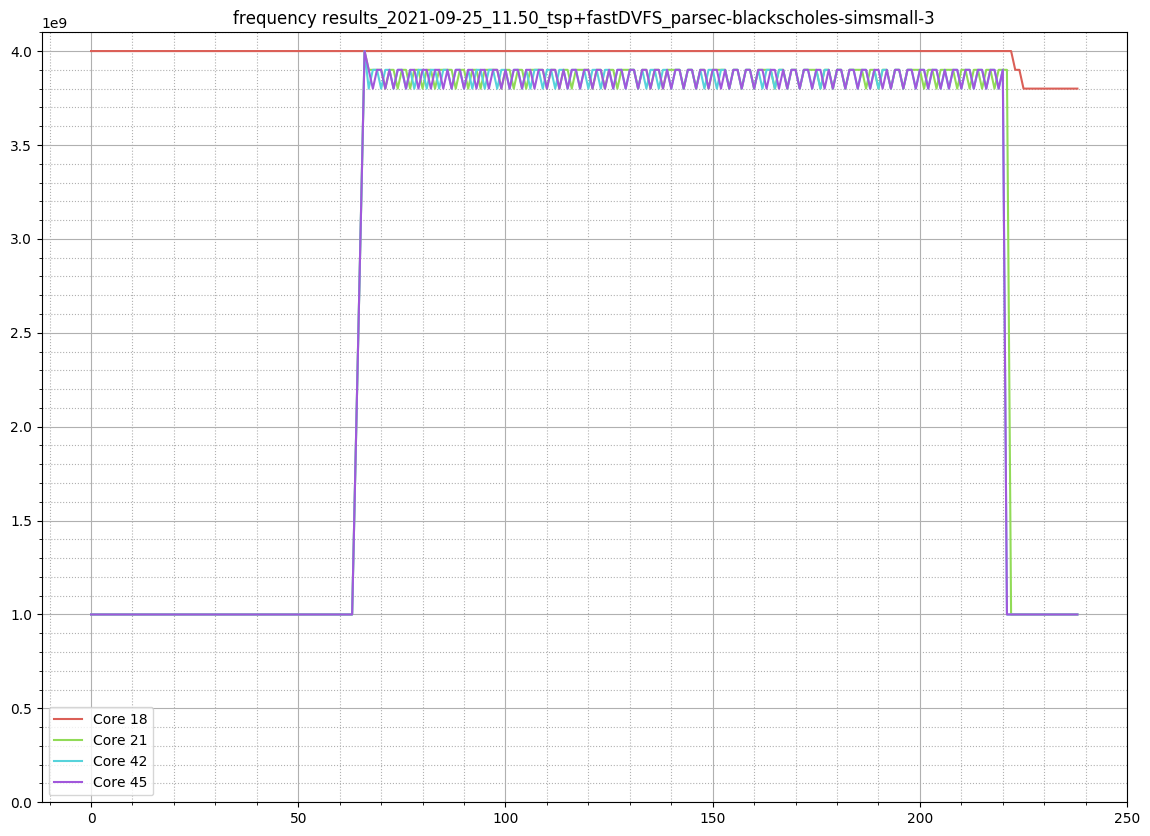 frequency results_2021-09-25_11.50_tsp+fastDVFS_parsec-blackscholes-simsmall-3
1e9
4.0
3.5
3.0
2.5
2.0
1.5
1.0
0.5
0.0
Core 18
Core 21
Core 42
Core 45
0 50 100 150 200 250